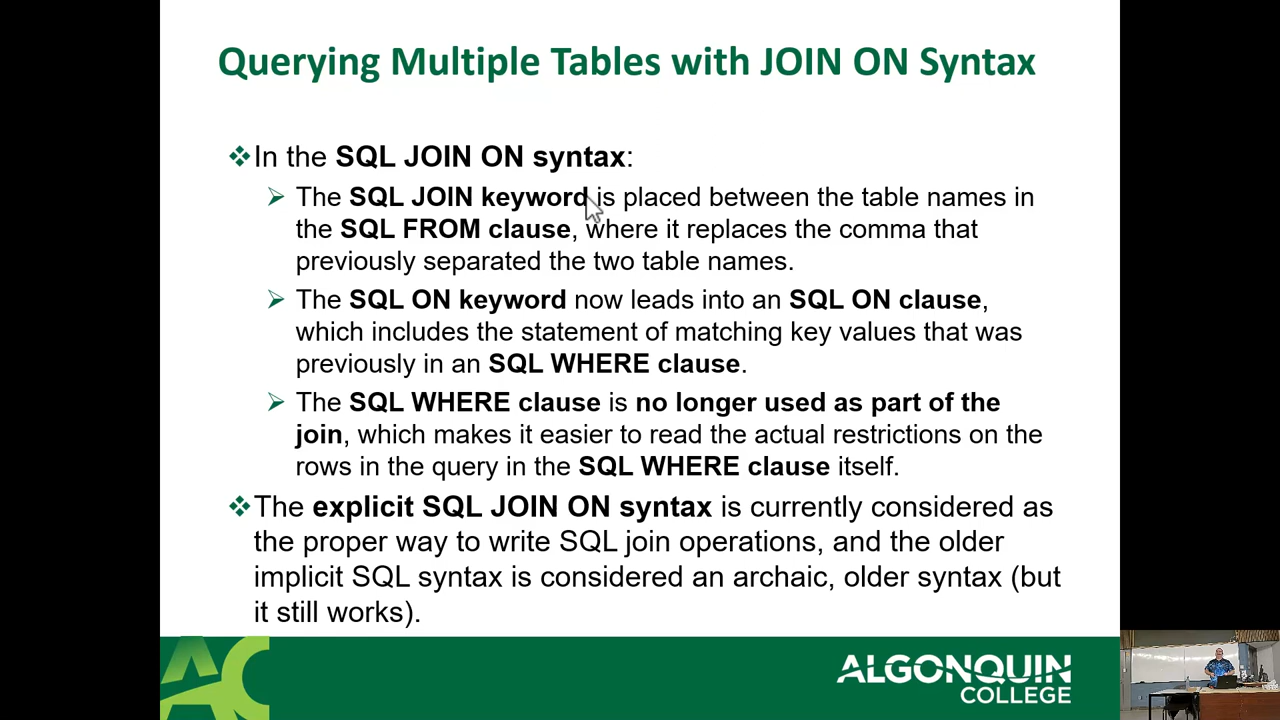 Querying Multiple Tables with JOIN ON Syntax
In the SQL JOIN ON syntax:
The SQL JOIN keyword is placed between the table names in
the SQL FROM clause, where it replaces the comma that
previously separated the two table names.
The SQL ON keyword now leads into an SQL ON clause,
which includes the statement of matching key values that was
previously in an SQL WHERE clause.
The SQL WHERE clause is no longer used as part of the
join, which makes it easier to read the actual restrictions on the
rows in the query in the SQL WHERE clause itself.
The explicit SQL JOIN ON syntax is currently considered as
the proper way to write SQL join operations, and the older
implicit SQL syntax is considered an archaic, older syntax (but
it still works).
AC
ALGONQUIN
COLLEGE